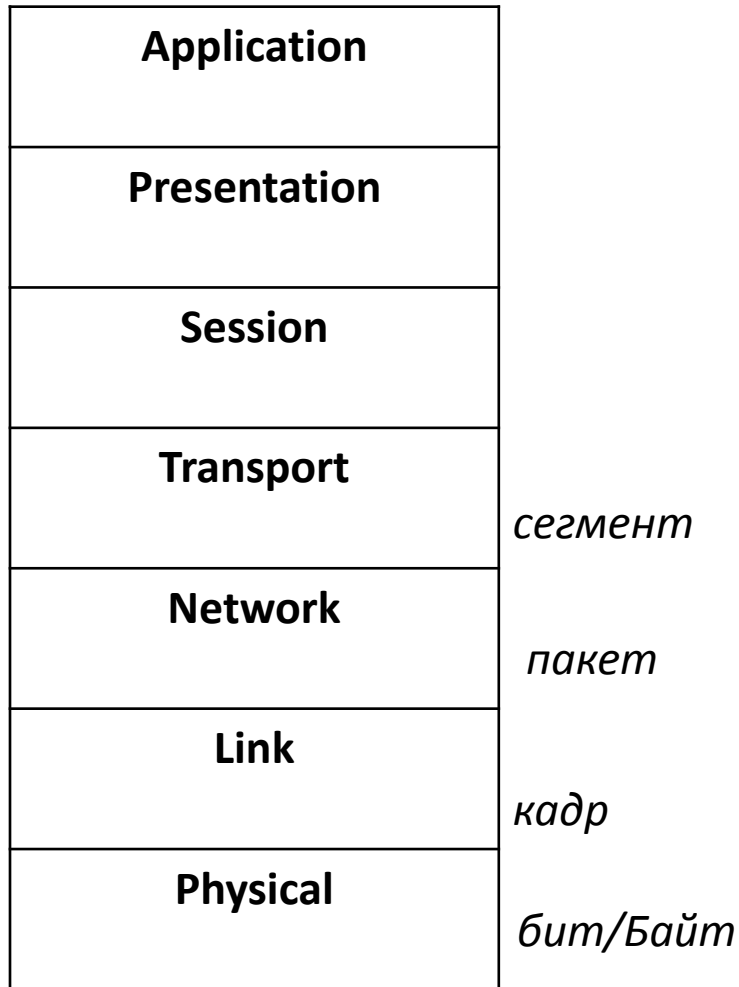 Application
Presentation
Session
Transport
сегмент
Network
пакет
Link
кадр
Physical
бит/Байт